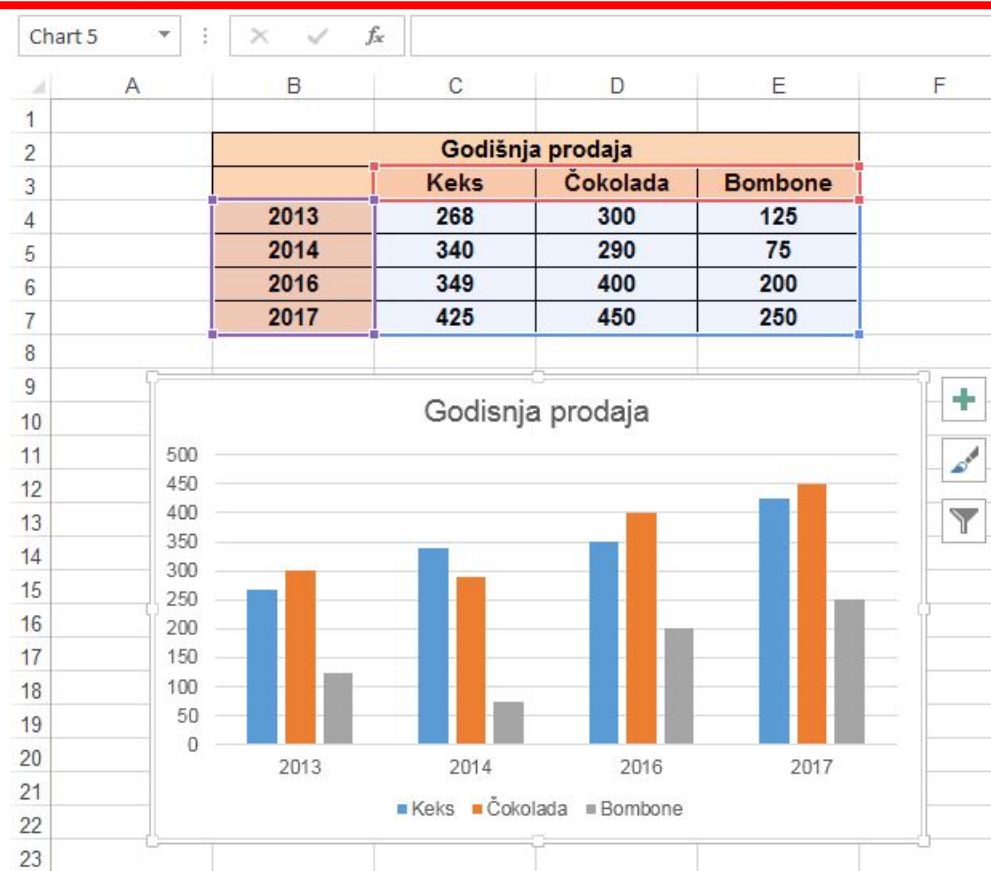 Chart 5 fx
A B C D E F
1
2 Godišnja prodaja
3 Keks Čokolada Bombone
4 2013 268 300 125
5 2014 340 290 75
6 2016 349 400 200
7 2017 425 450 250
8
9
10
11
12
13
14
15
16
17
18
19
20
21
22
23
Godisnja prodaja
500
450
400
350
300
250
200
150
100
50
0
2013 2014 2016 2017
Keks Čokolada Bombone